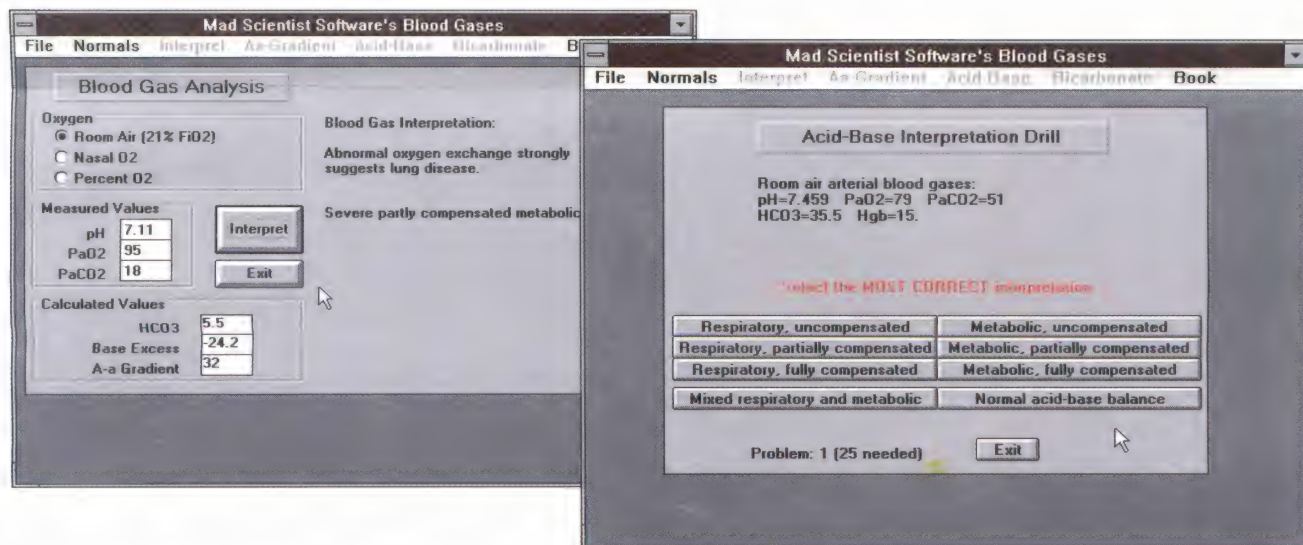 Mad Scientist Software's Blood Gases
File Normals Interpret Aa-Gradient Acid-Base Bicarbonate B
Blood Gas Analysis
Oxygen
Room Air (21% FiO2)
Nasal O2
Percent O2
Measured Values
pH 7.11
PaO2 95
PaCO2 18
Interpret
Exit
Calculated Values
HCO3 5.5
Base Excess -24.2
A-a Gradient 32
Blood Gas Interpretation:
Abnormal oxygen exchange strongly
suggests lung disease.
Severe partly compensated metabolic
Mad Scientist Software's Blood Gases
File Normals Interpret Aa-Gradient Acid-Base Bicarbonate Book
Acid-Base Interpretation Drill
Room air arterial blood gases:
pH=7.459 PaO2=79 PaCO2=51
HCO3=35.5 Hgb=15.
Select the MOST CORRECT interpretation
Respiratory, uncompensated Metabolic, uncompensated
Respiratory, partially compensated Metabolic, partially compensated
Respiratory, fully compensated Metabolic, fully compensated
Mixed respiratory and metabolic Normal acid-base balance
Problem: 1 (25 needed) Exit